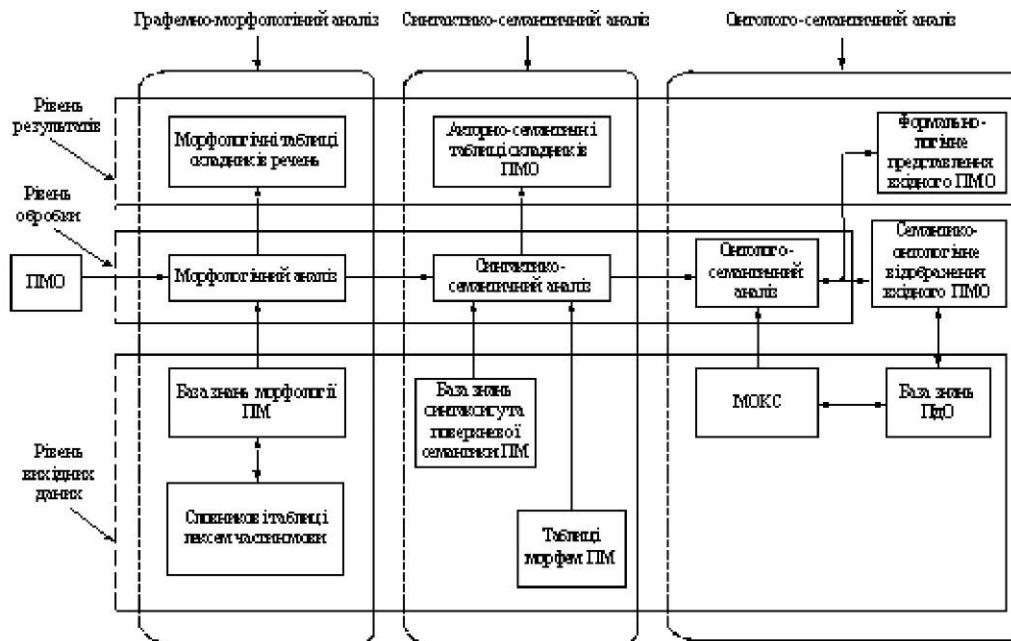 Графемно-морфологіний аналіз
Синтактико-семантичний аналіз
Онтолого-семантичний аналіз
Рівень
результатів
Морфологічні таблиці
складників речень
Акторно-семантичні
таблиці складників
ПМО
Формально-
логічне
представлення
вхідного ПМО
Рівень
обробки
ПМО
Морфологічний аналіз
Синтактико-
семантичний аналіз
Онтолого-
семантичний
аналіз
Семантико-
онтологічне
відображення
вхідного ПМО
База знань морфології
ПМ
База знань
синтаксису та
поверхневої
семантики ПМ
МОКС
База знань
ПдО
Рівень
вихідних
даних
Словникові таблиці
лексем частин мови
Таблиці
морфем ПМ